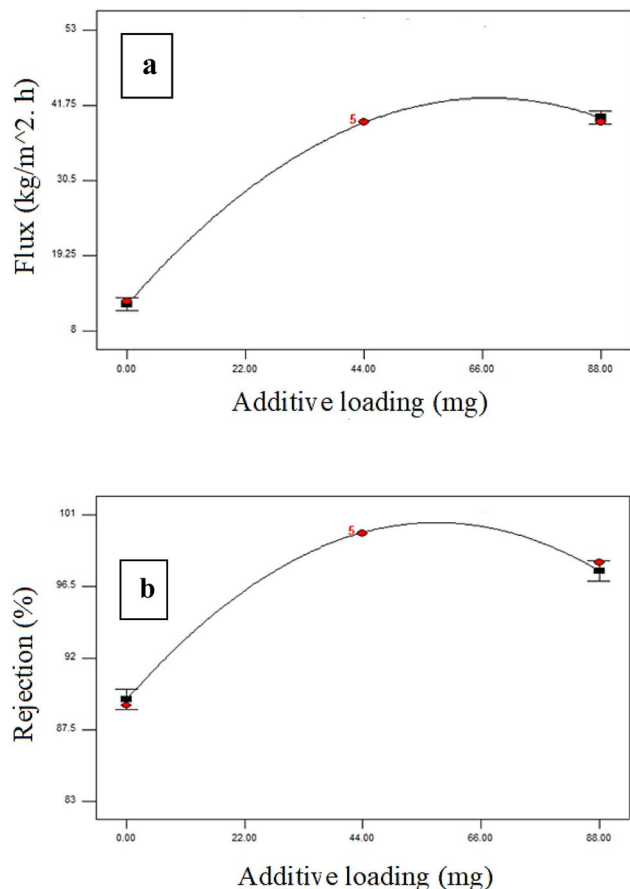 53
a
41.75
5
30.5
19.25
8
Flux (kg/m^2. h)
0.00 22.00 44.00 66.00 88.00
Additive loading (mg)
101
5
b
96.5
92
87.5
83
Rejection (%)
0.00 22.00 44.00 66.00 88.00
Additive loading (mg)